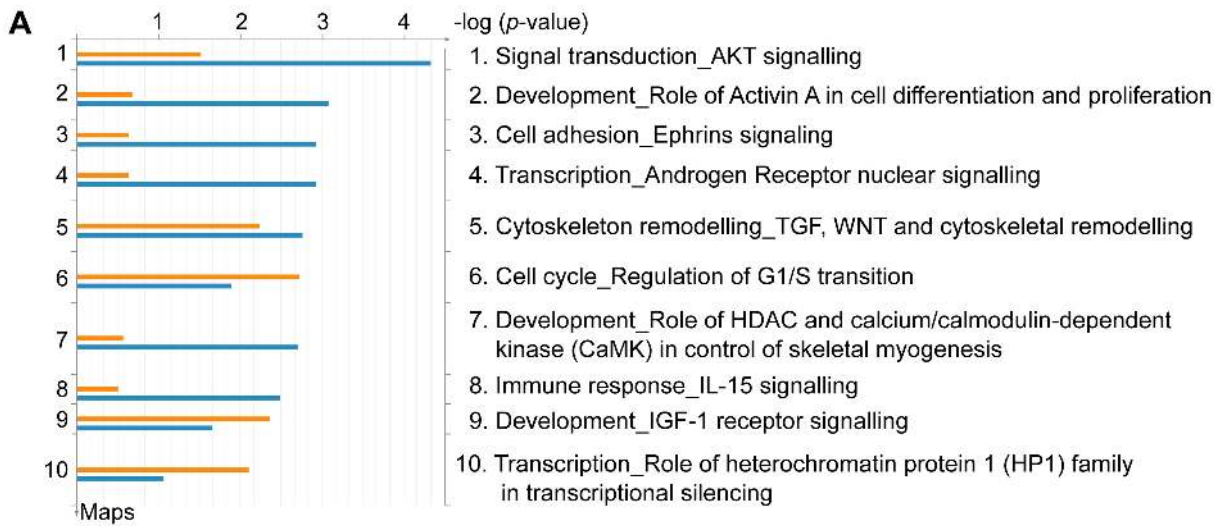 A
1 2 3 4 -log (p-value)
1 1. Signal transduction_AKT signalling
2 2. Development_Role of Activin A in cell differentiation and proliferation
3 3. Cell adhesion_Ephrins signaling
4 4. Transcription_Androgen Receptor nuclear signalling
5 5. Cytoskeleton remodelling_TGF, WNT and cytoskeletal remodelling
6 6. Cell cycle_Regulation of G1/S transition
7 7. Development_Role of HDAC and calcium/calmodulin-dependent
kinase (CaMK) in control of skeletal myogenesis
8 8. Immune response_IL-15 signalling
9 9. Development_IGF-1 receptor signalling
10 10. Transcription_Role of heterochromatin protein 1 (HP1) family
in transcriptional silencing
Maps